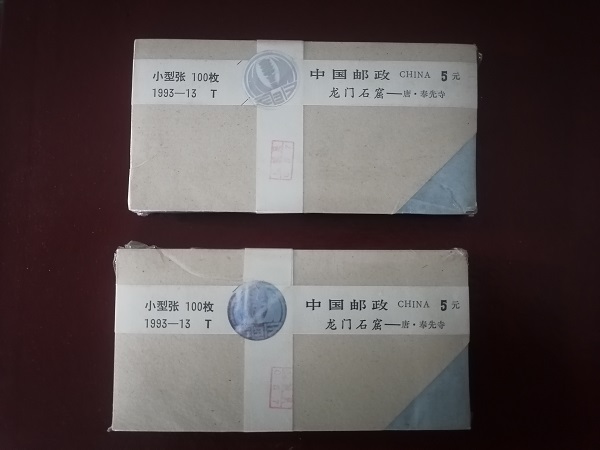 小型张 100枚
1993—13 T
中国邮政 CHINA 5元
龙门石窟——唐·奉先寺
小型张 100枚
1993—13 T
中国邮政 CHINA 5元
龙门石窟——唐·奉先寺